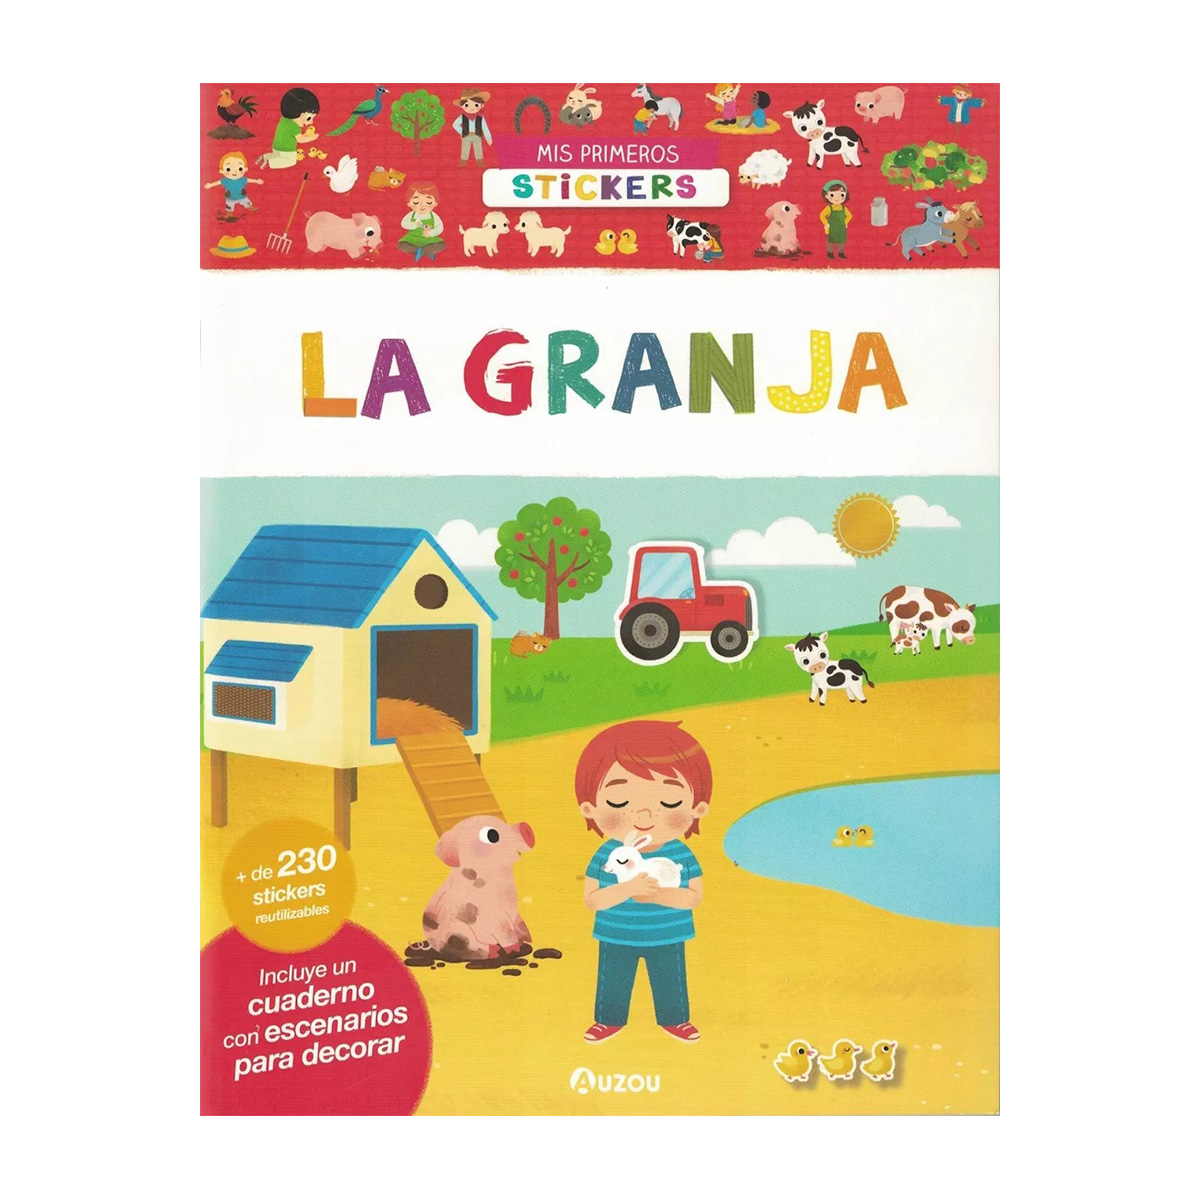 MIS PRIMEROS
STICKERS
LA GRANJA
+ de 230
stickers
reutilizables
Incluye un
cuaderno
con escenarios
para decorar
AUZOU